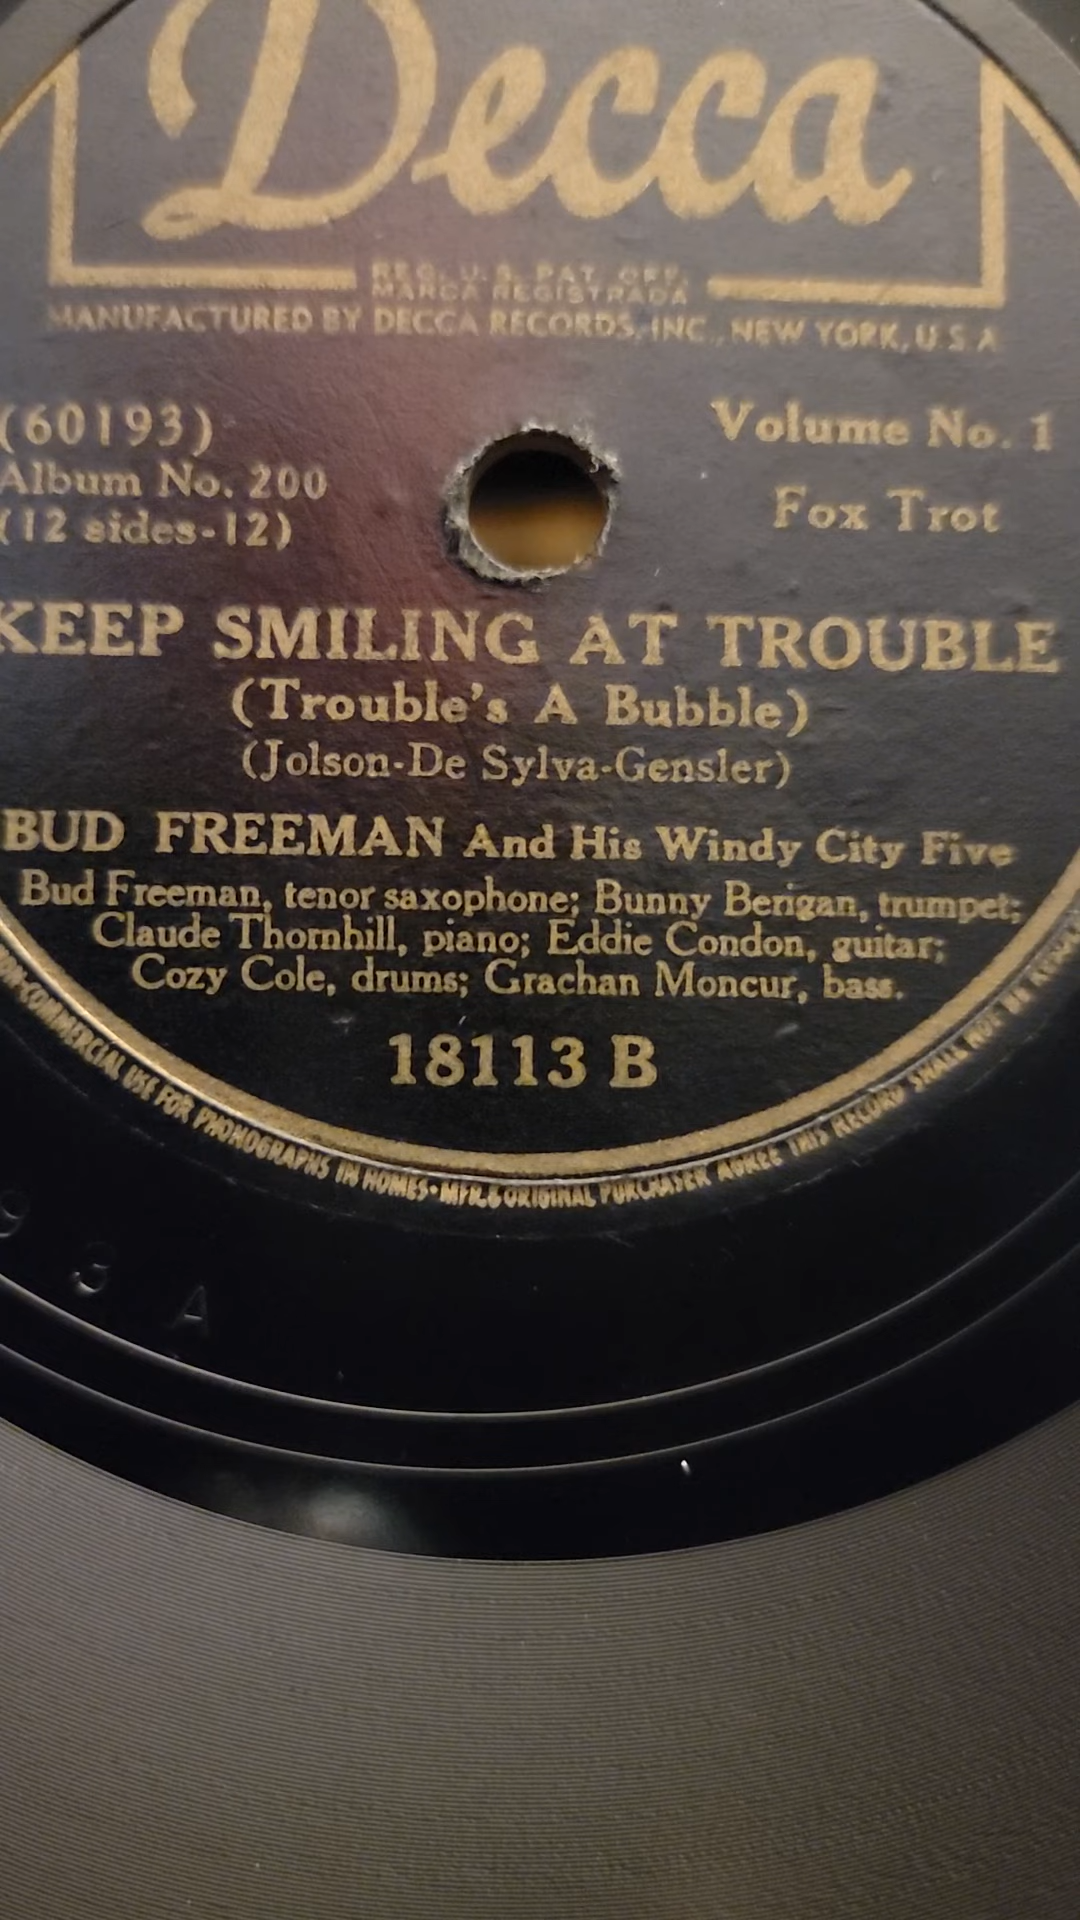 Decca
REG. U.S. PAT. OFF.
MARCA REGISTRADA
MANUFACTURED BY DECCA RECORDS, INC., NEW YORK, U.S.A
(60193)
Volume No. 1
Album No. 200
Fox Trot
(12 sides-12)
KEEP SMILING AT TROUBLE
(Trouble's A Bubble)
(Jolson-De Sylva-Gensler)
BUD FREEMAN And His Windy City Five
Bud Freeman, tenor saxophone; Bunny Berigan, trumpet;
Claude Thornhill, piano; Eddie Condon, guitar;
Cozy Cole, drums; Grachan Moncur, bass.
18113 B
NON-COMMERCIAL USE FOR PHONOGRAPHS IN HOMES • MFR. & ORIGINAL PURCHASER AGREE THIS RECORD SHALL NOT BE
9 3 A